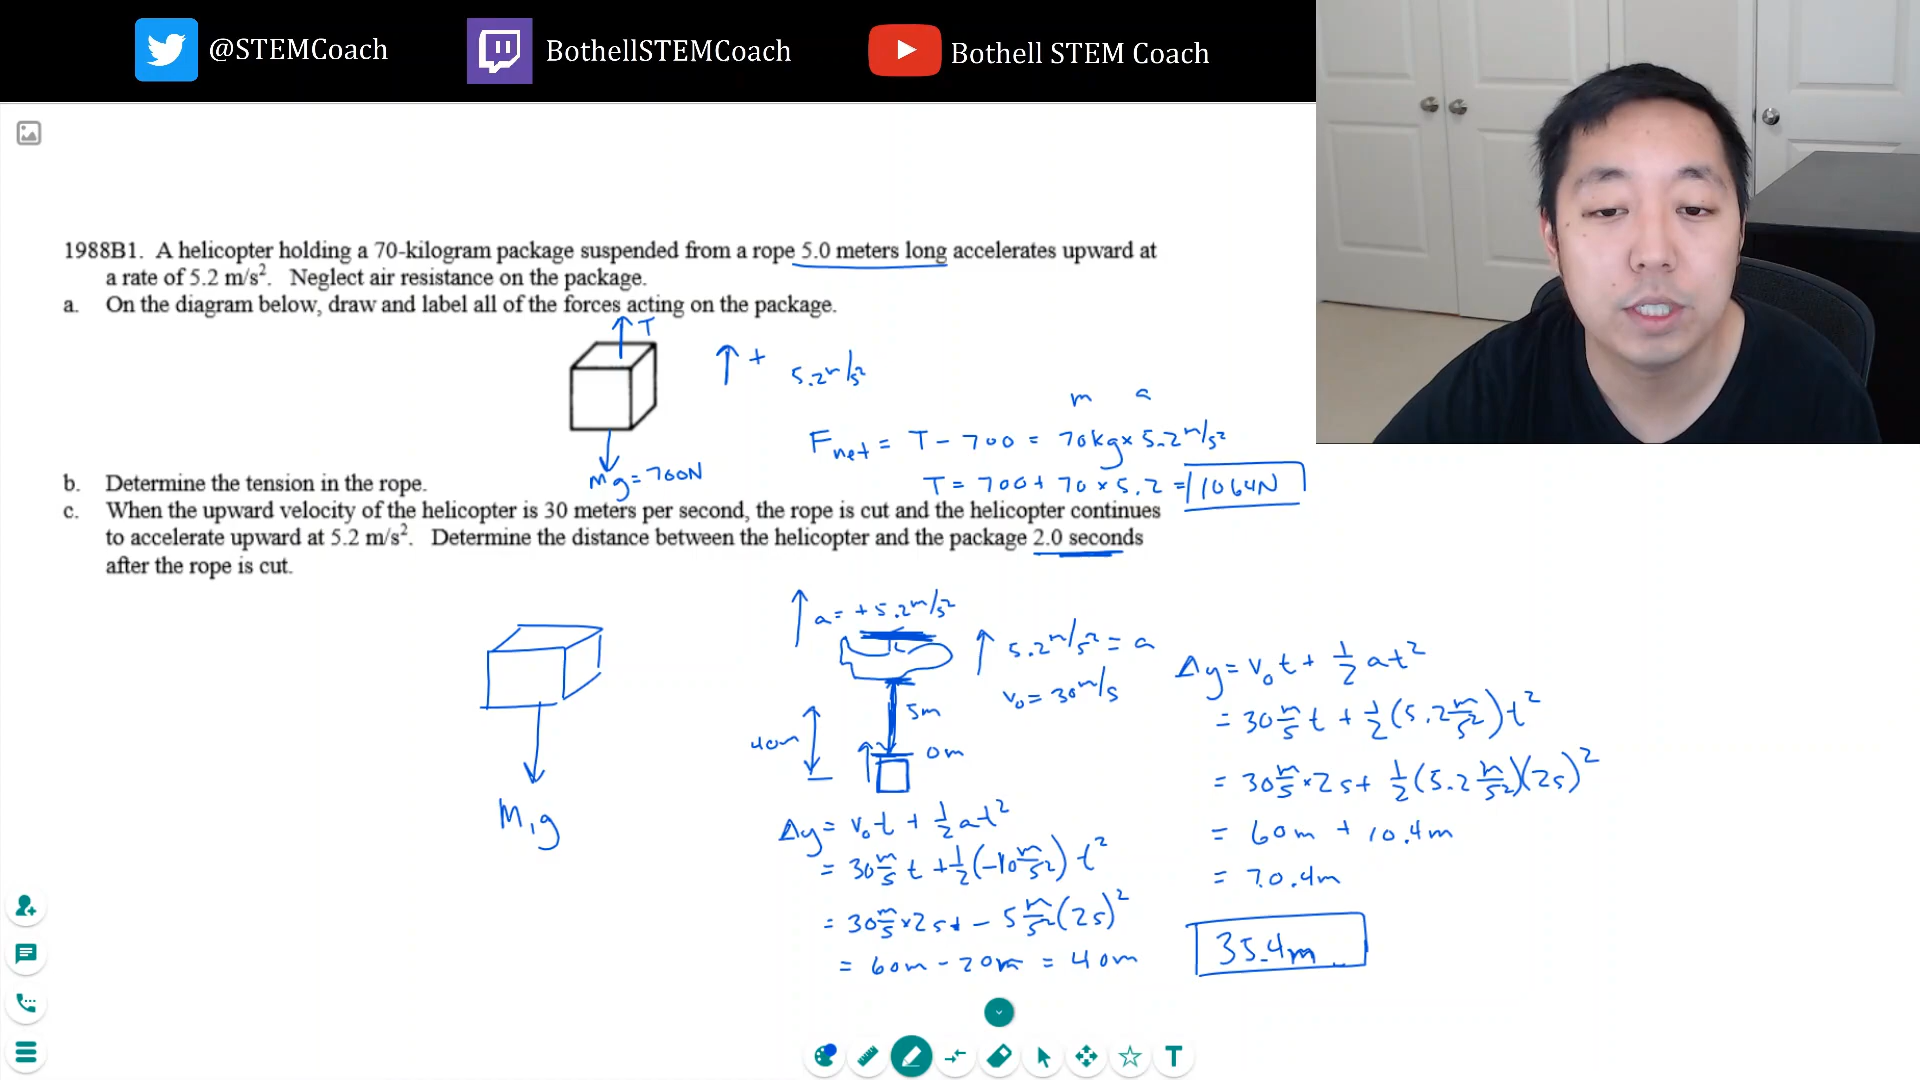 @STEMCoach BothellSTEMCoach Bothell STEM Coach
1988B1. A helicopter holding a 70-kilogram package suspended from a rope 5.0 meters long accelerates upward at
a rate of 5.2 m/s². Neglect air resistance on the package.
a. On the diagram below, draw and label all of the forces acting on the package.
T
+
5.2 m/s²
m a
F_net = T - 700 = 70kg × 5.2 m/s²
Mg = 700N
T = 700 + 70 × 5.2 = 1064N
b. Determine the tension in the rope.
c. When the upward velocity of the helicopter is 30 meters per second, the rope is cut and the helicopter continues
to accelerate upward at 5.2 m/s². Determine the distance between the helicopter and the package 2.0 seconds
after the rope is cut.
a = +5.2 m/s²
5.2 m/s² = a
v₀ = 30 m/s
5m
40m
0m
M₁g
Δy = v₀t + ½at²
= 30 m/s t + ½(-10 m/s²)t²
= 30 m/s × 2s + - 5 m/s² (2s)²
= 60m - 20m = 40m
Δy = v₀t + ½at²
= 30 m/s t + ½(5.2 m/s²)t²
= 30 m/s × 2s + ½(5.2 m/s²)(2s)²
= 60m + 10.4m
= 70.4m
35.4m
T